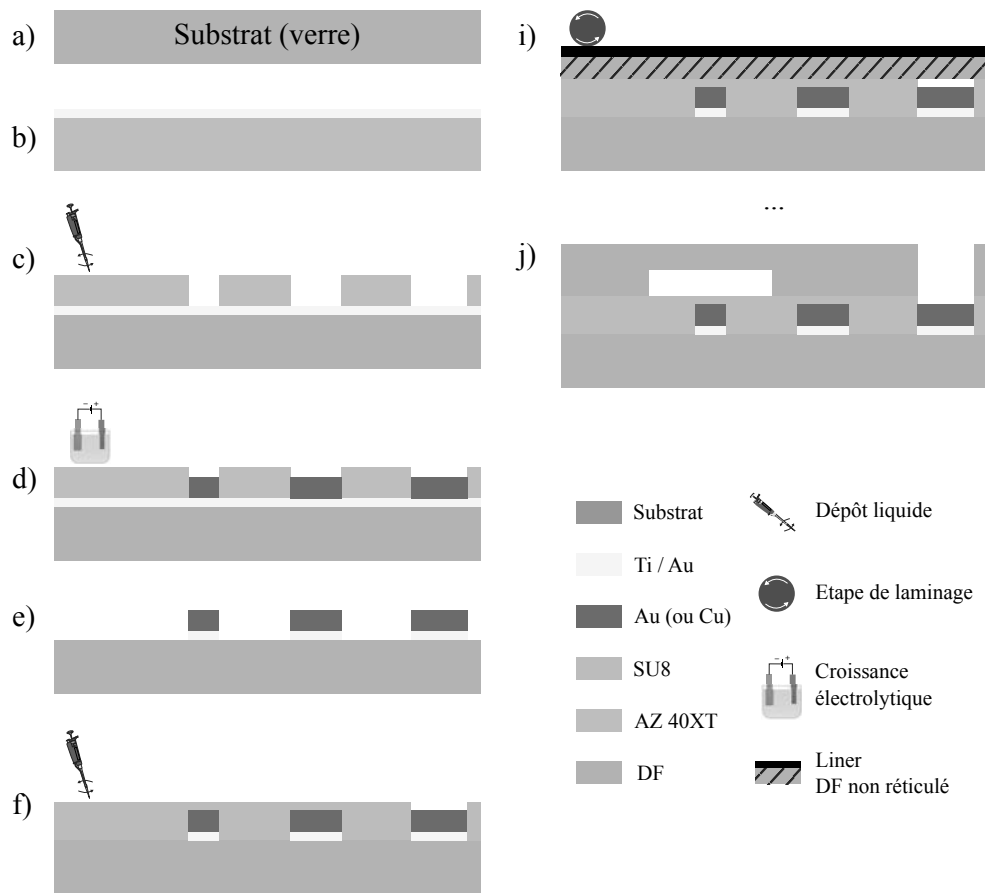 a)
Substrat (verre)
b)
c)
d)
− +
e)
f)
i)
...
j)
Substrat
Ti / Au
Au (ou Cu)
SU8
AZ 40XT
DF
Dépôt liquide
Etape de laminage
− +
Croissance
électrolytique
Liner
DF non réticulé